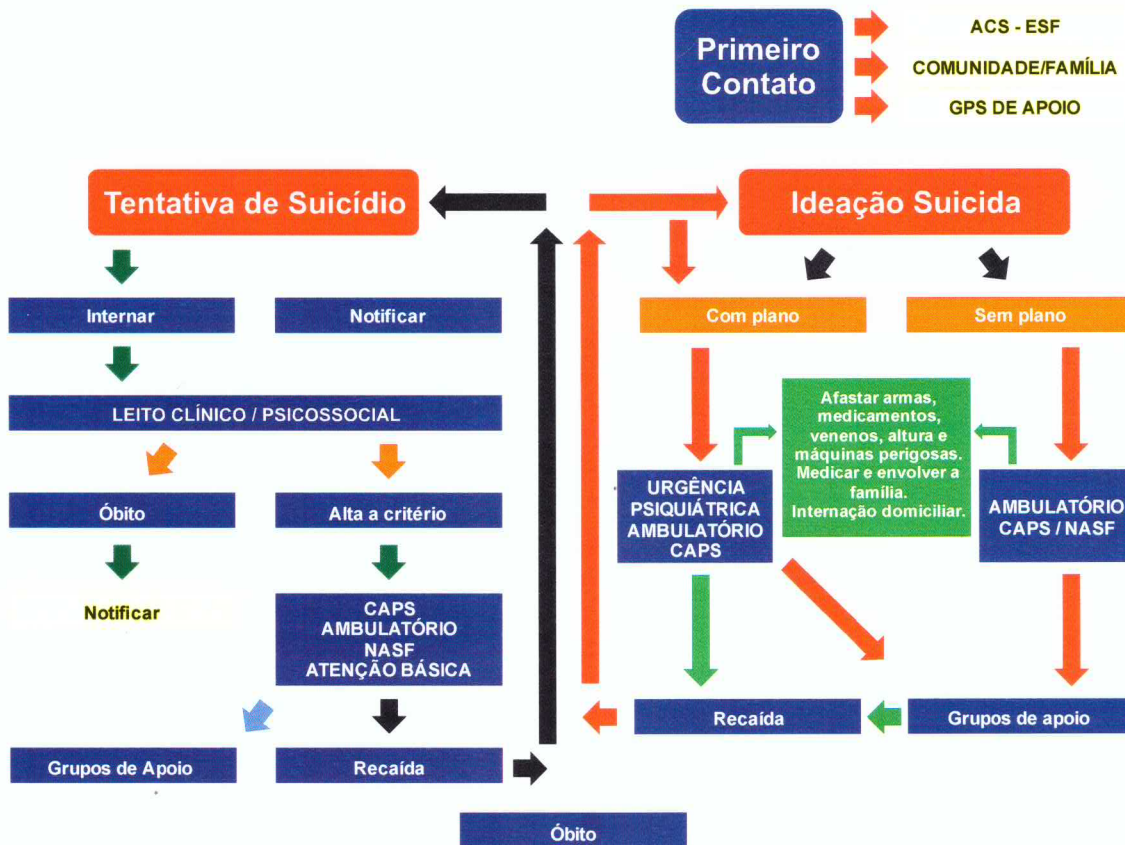 Primeiro
Contato
ACS - ESF
COMUNIDADE/FAMÍLIA
GPS DE APOIO
Tentativa de Suicídio
Ideação Suicida
Internar
Notificar
Com plano
Sem plano
LEITO CLÍNICO / PSICOSSOCIAL
Afastar armas,
medicamentos,
venenos, altura e
máquinas perigosas.
Medicar e envolver a
família.
Internação domiciliar.
Óbito
Alta a critério
URGÊNCIA
PSIQUIÁTRICA
AMBULATÓRIO
CAPS
AMBULATÓRIO
CAPS / NASF
Notificar
CAPS
AMBULATÓRIO
NASF
ATENÇÃO BÁSICA
Recaída
Grupos de apoio
Grupos de Apoio
Recaída
Óbito